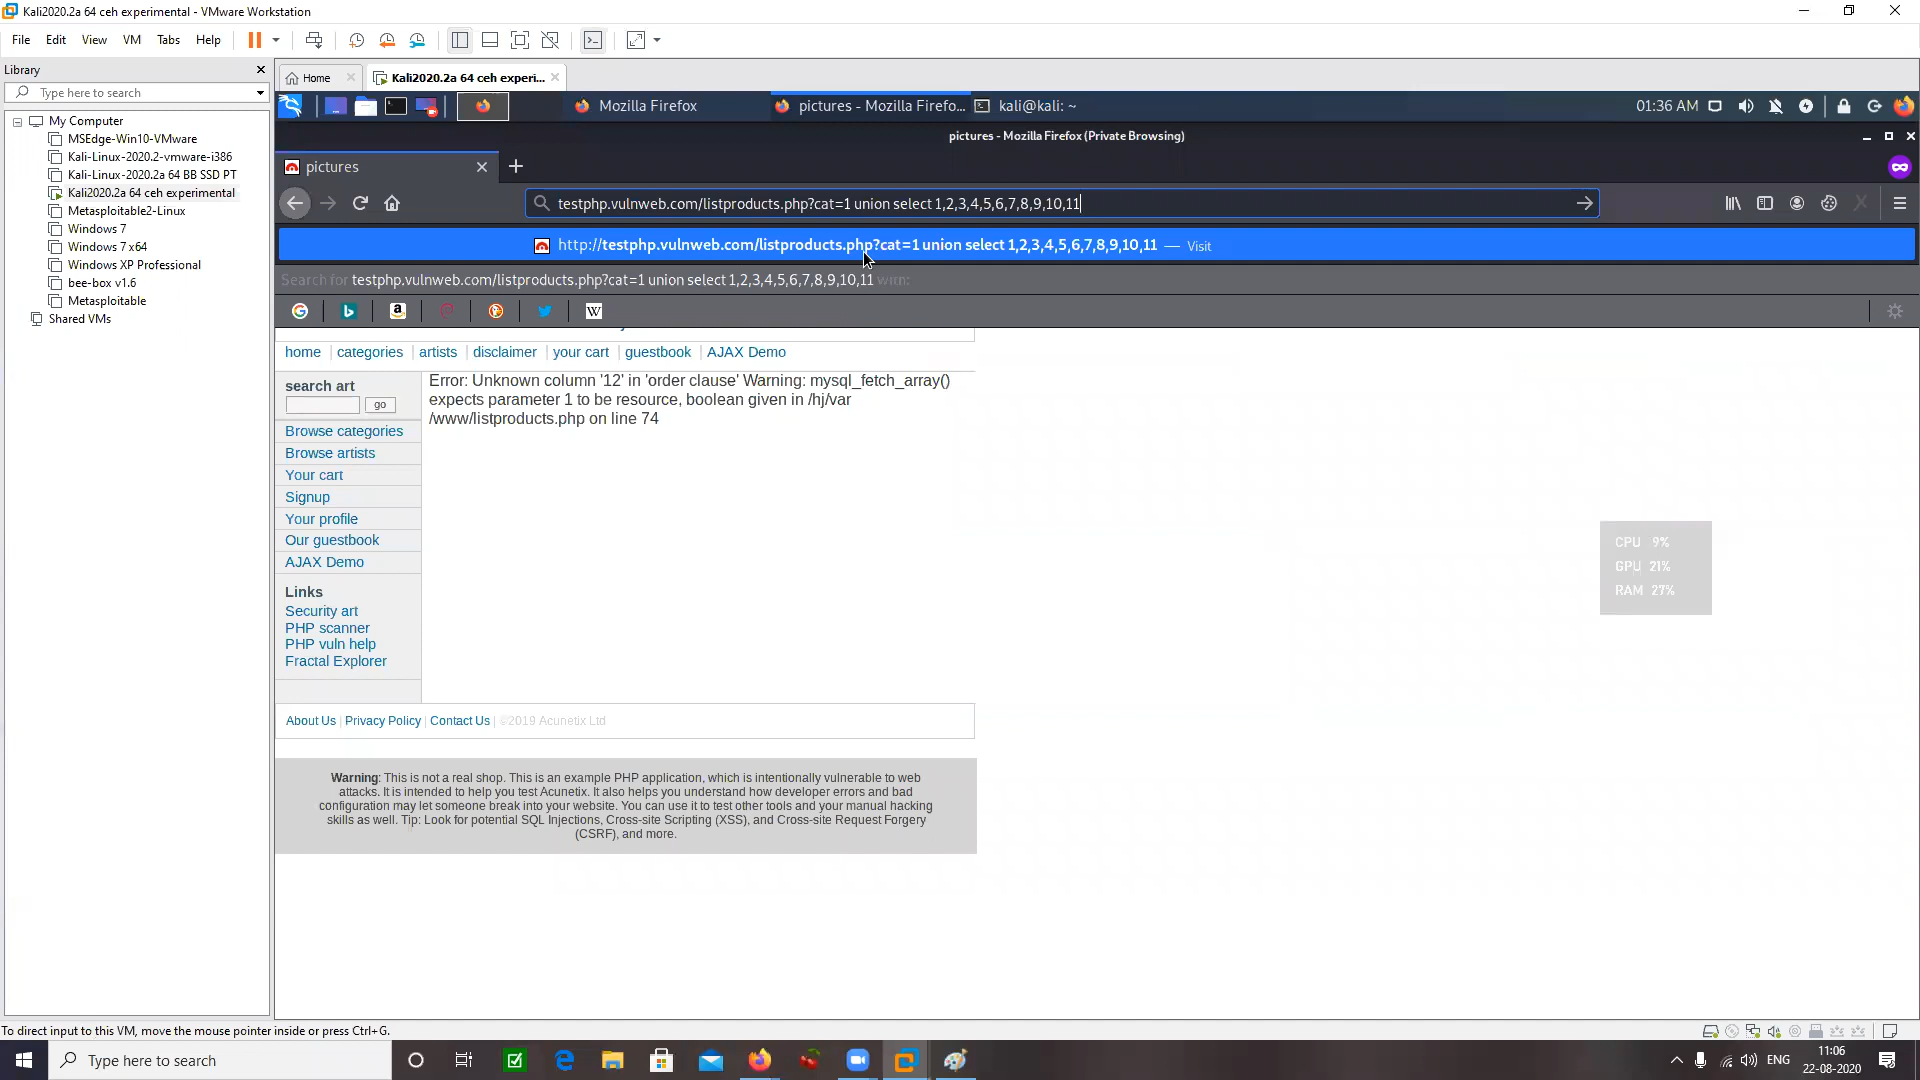 Kali2020.2a 64 ceh experimental - VMware Workstation
File Edit View VM Tabs Help
Library
Type here to search
My Computer
MSEdge-Win10-VMware
Kali-Linux-2020.2-vmware-i386
Kali-Linux-2020.2a 64 BB SSD PT
Kali2020.2a 64 ceh experimental
Metasploitable2-Linux
Windows 7
Windows 7 x64
Windows XP Professional
bee-box v1.6
Metasploitable
Shared VMs
Home Kali2020.2a 64 ceh experi...
Mozilla Firefox pictures - Mozilla Firefo... kali@kali: ~ 01:36 AM
pictures - Mozilla Firefox (Private Browsing)
pictures
testphp.vulnweb.com/listproducts.php?cat=1 union select 1,2,3,4,5,6,7,8,9,10,11
http://testphp.vulnweb.com/listproducts.php?cat=1 union select 1,2,3,4,5,6,7,8,9,10,11 — Visit
Search for testphp.vulnweb.com/listproducts.php?cat=1 union select 1,2,3,4,5,6,7,8,9,10,11 with:
home categories artists disclaimer your cart guestbook AJAX Demo
search art
go
Browse categories
Browse artists
Your cart
Signup
Your profile
Our guestbook
AJAX Demo
Links
Security art
PHP scanner
PHP vuln help
Fractal Explorer
Error: Unknown column '12' in 'order clause' Warning: mysql_fetch_array()
expects parameter 1 to be resource, boolean given in /hj/var
/www/listproducts.php on line 74
CPU 9%
GPU 21%
RAM 27%
About Us | Privacy Policy | Contact Us | ©2019 Acunetix Ltd
Warning: This is not a real shop. This is an example PHP application, which is intentionally vulnerable to web
attacks. It is intended to help you test Acunetix. It also helps you understand how developer errors and bad
configuration may let someone break into your website. You can use it to test other tools and your manual hacking
skills as well. Tip: Look for potential SQL Injections, Cross-site Scripting (XSS), and Cross-site Request Forgery
(CSRF), and more.
To direct input to this VM, move the mouse pointer inside or press Ctrl+G.
Type here to search
ENG
11:06
22-08-2020